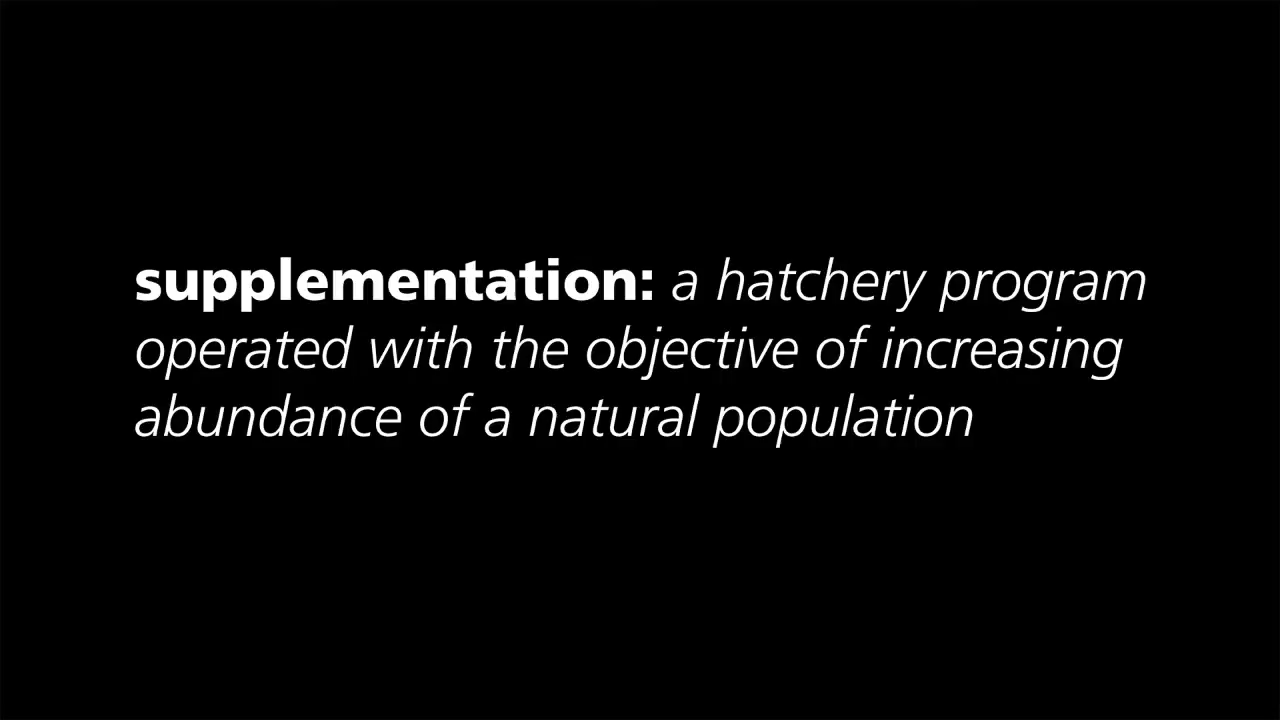 supplementation: a hatchery program
operated with the objective of increasing
abundance of a natural population